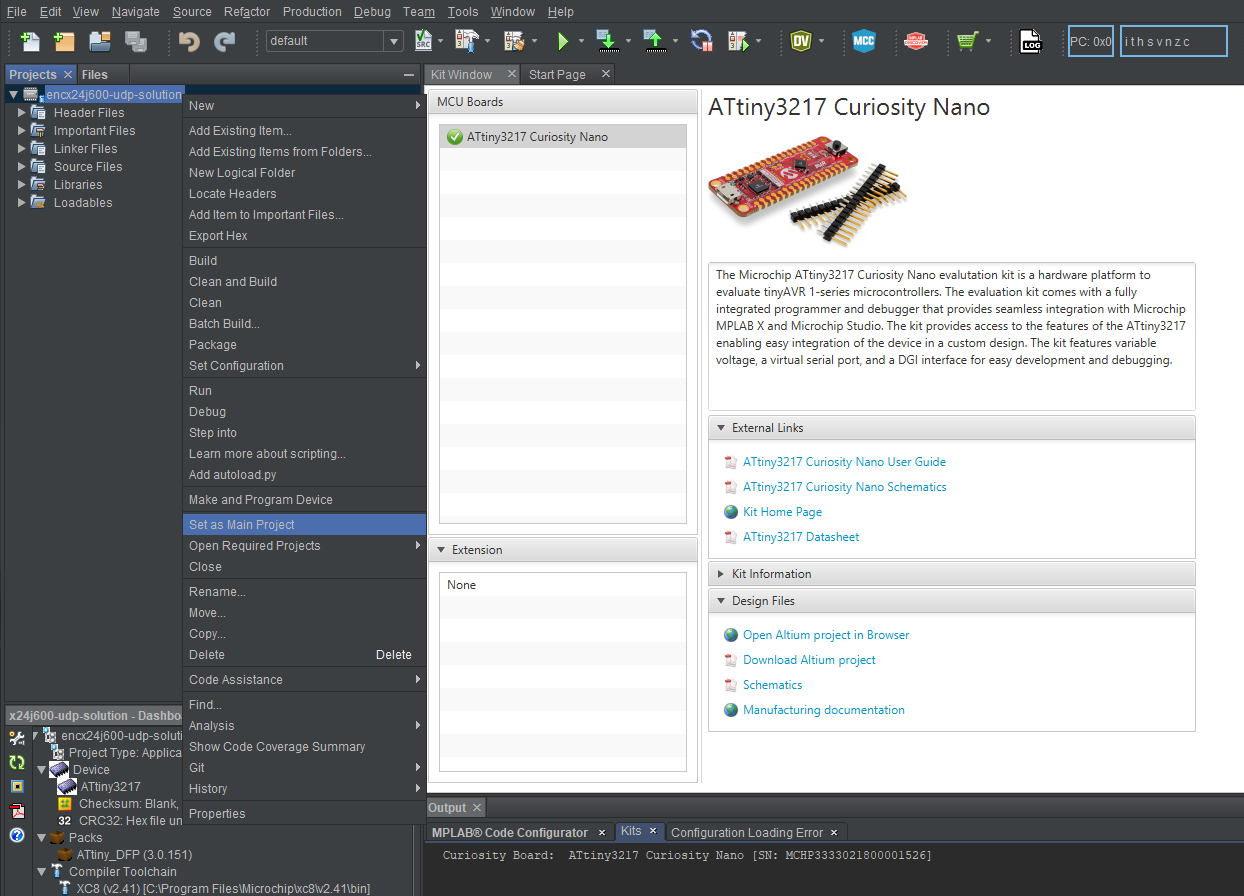 File Edit View Navigate Source Refactor Production Debug Team Tools Window Help
default
SRC
DV
MCC
LOG
PC: 0x0
i t h s v n z c
Projects
Files
Kit Window
Start Page
encx24j600-udp-solution
Header Files
Important Files
Linker Files
Source Files
Libraries
Loadables
New
Add Existing Item...
Add Existing Items from Folders...
New Logical Folder
Locate Headers
Add Item to Important Files...
Export Hex
Build
Clean and Build
Clean
Batch Build...
Package
Set Configuration
Run
Debug
Step into
Learn more about scripting...
Add autoload.py
Make and Program Device
Set as Main Project
Open Required Projects
Close
Rename...
Move...
Copy...
Delete Delete
Code Assistance
Find...
Analysis
Show Code Coverage Summary
Git
History
Properties
MCU Boards
ATtiny3217 Curiosity Nano
Extension
None
ATtiny3217 Curiosity Nano
The Microchip ATtiny3217 Curiosity Nano evalutation kit is a hardware platform to
evaluate tinyAVR 1-series microcontrollers. The evaluation kit comes with a fully
integrated programmer and debugger that provides seamless integration with Microchip
MPLAB X and Microchip Studio. The kit provides access to the features of the ATtiny3217
enabling easy integration of the device in a custom design. The kit features variable
voltage, a virtual serial port, and a DGI interface for easy development and debugging.
External Links
ATtiny3217 Curiosity Nano User Guide
ATtiny3217 Curiosity Nano Schematics
Kit Home Page
ATtiny3217 Datasheet
Kit Information
Design Files
Open Altium project in Browser
Download Altium project
Schematics
Manufacturing documentation
x24j600-udp-solution - Dashbo
encx24j600-udp-soluti
Project Type: Applica
Device
ATtiny3217
Checksum: Blank,
32 CRC32: Hex file un
Packs
ATtiny_DFP (3.0.151)
Compiler Toolchain
XC8 (v2.41) [C:\Program Files\Microchip\xc8\v2.41\bin]
Output
MPLAB® Code Configurator
Kits
Configuration Loading Error
Curiosity Board: ATtiny3217 Curiosity Nano [SN: MCHP3333021800001526]